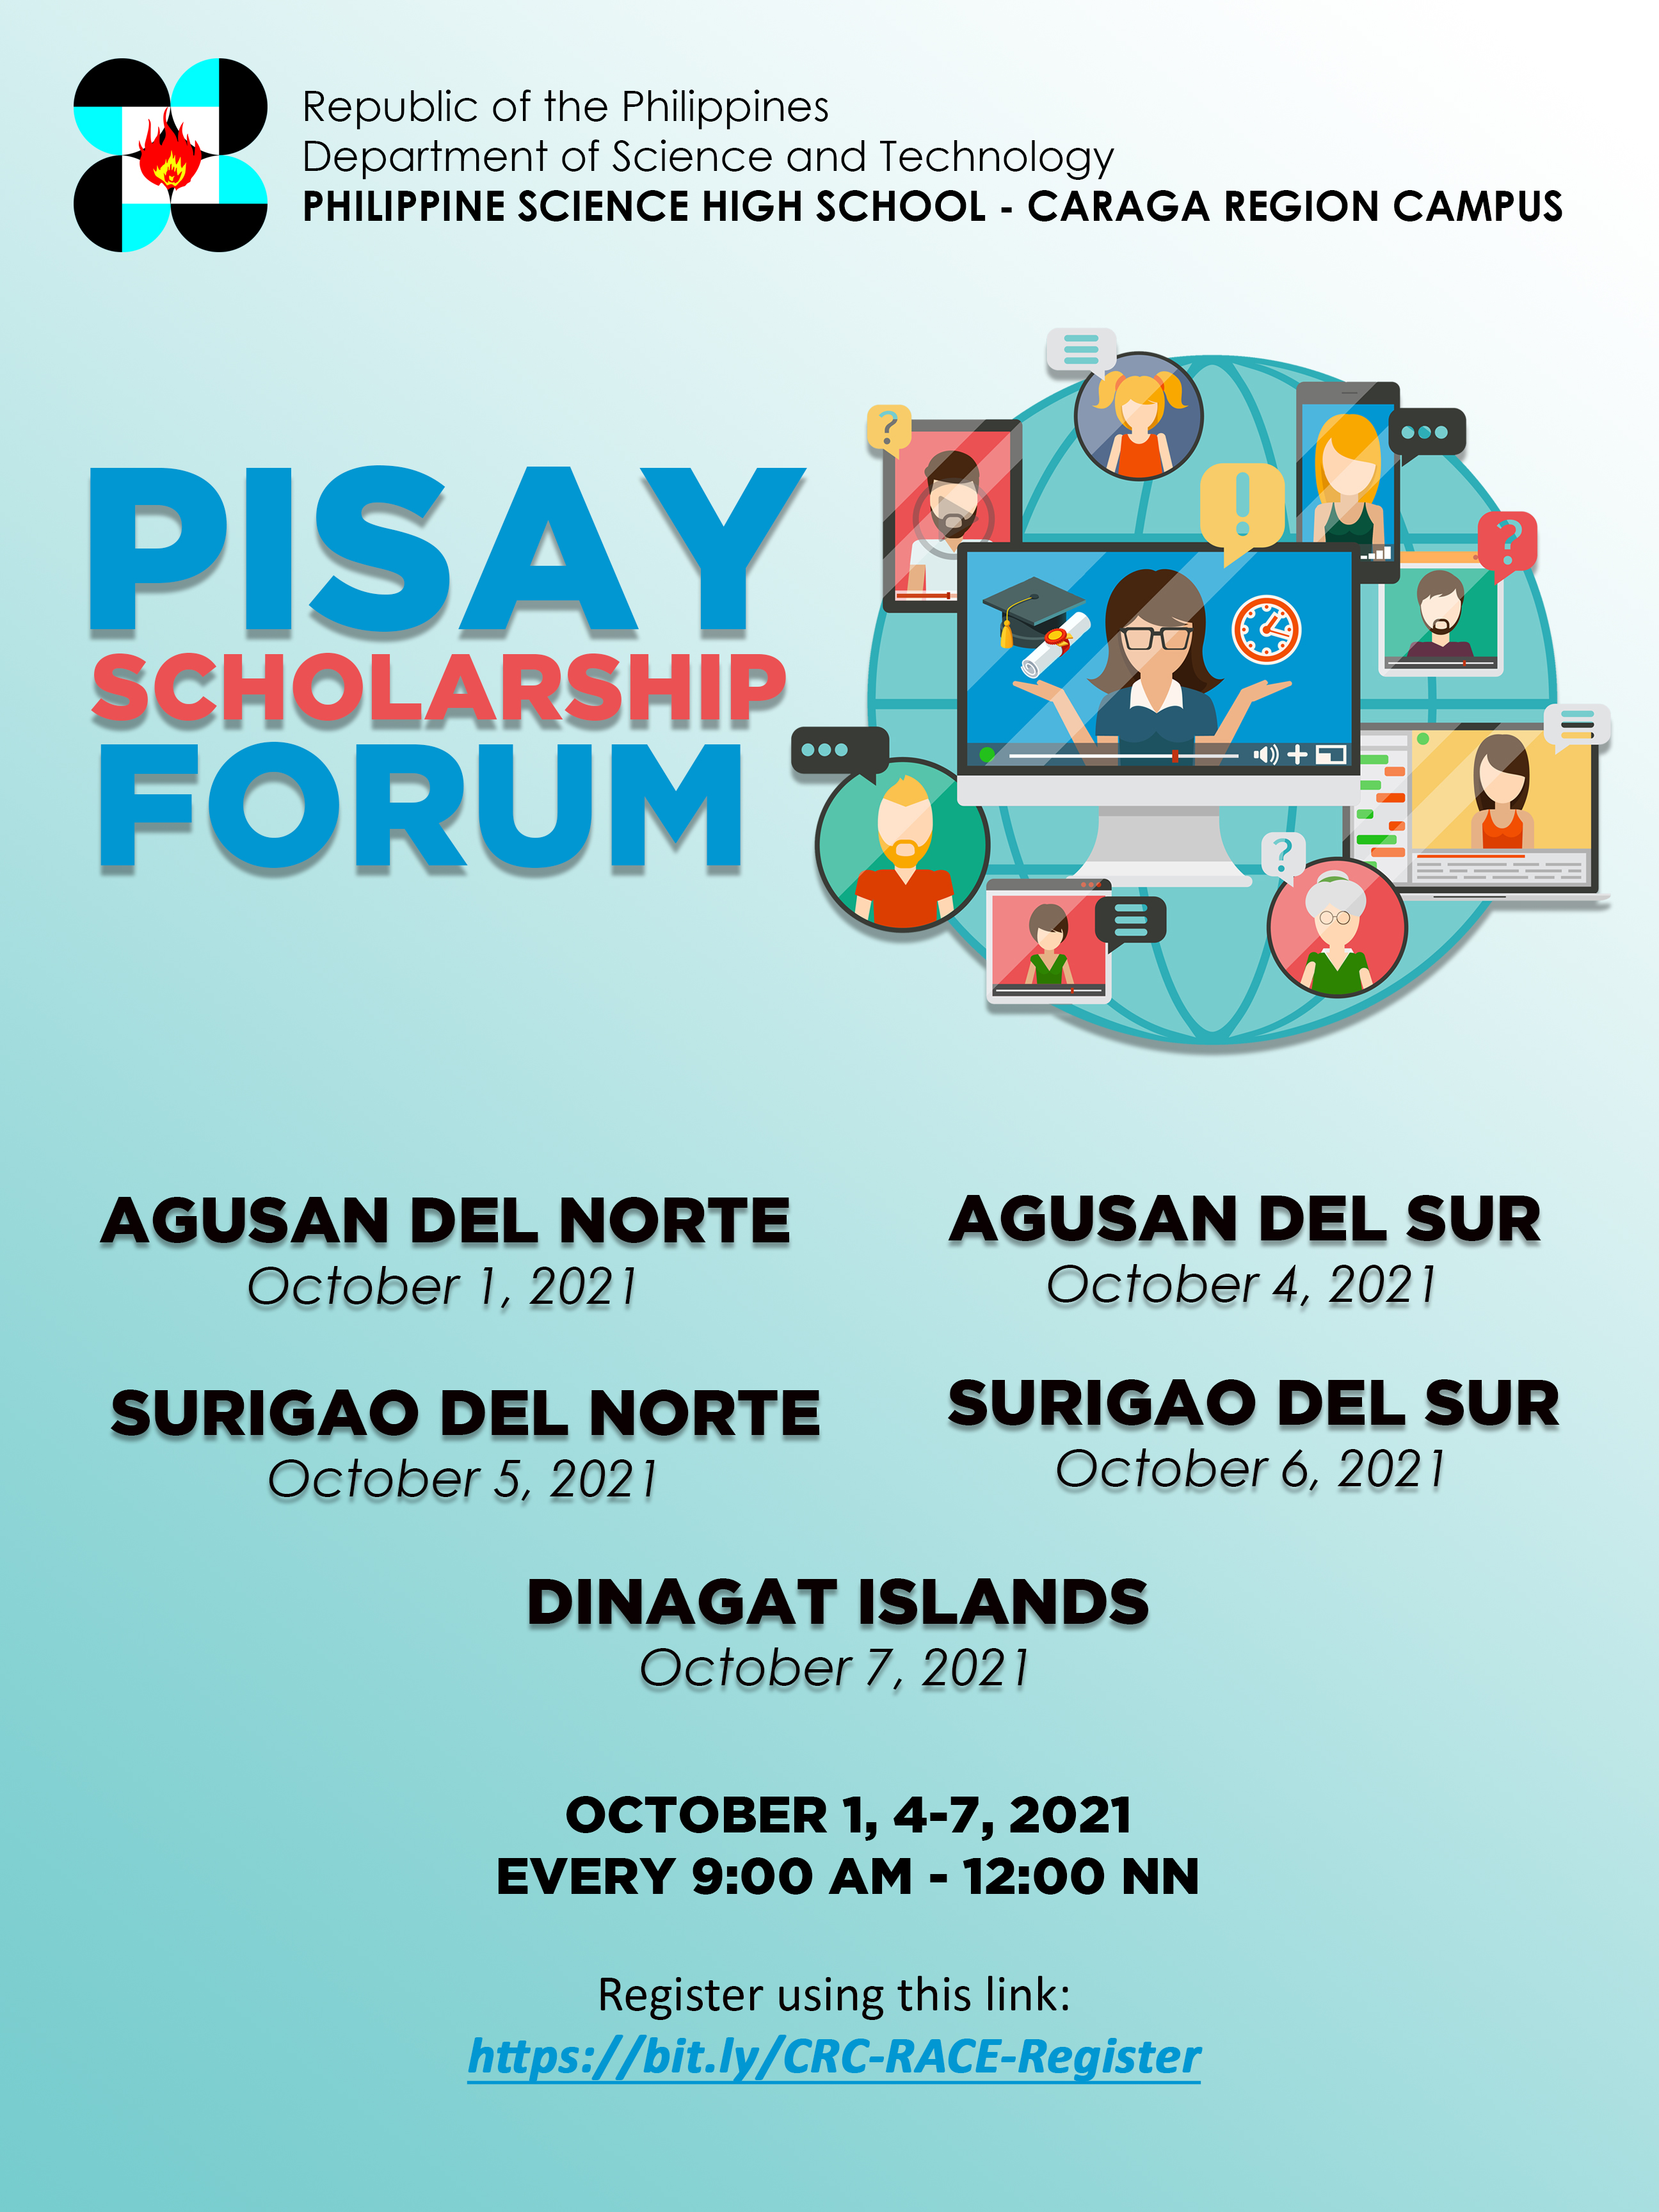 Republic of the Philippines
Department of Science and Technology
PHILIPPINE SCIENCE HIGH SCHOOL - CARAGA REGION CAMPUS
PISAY
SCHOLARSHIP
FORUM
AGUSAN DEL NORTE
October 1, 2021
AGUSAN DEL SUR
October 4, 2021
SURIGAO DEL NORTE
October 5, 2021
SURIGAO DEL SUR
October 6, 2021
DINAGAT ISLANDS
October 7, 2021
OCTOBER 1, 4-7, 2021
EVERY 9:00 AM - 12:00 NN
Register using this link:
https://bit.ly/CRC-RACE-Register